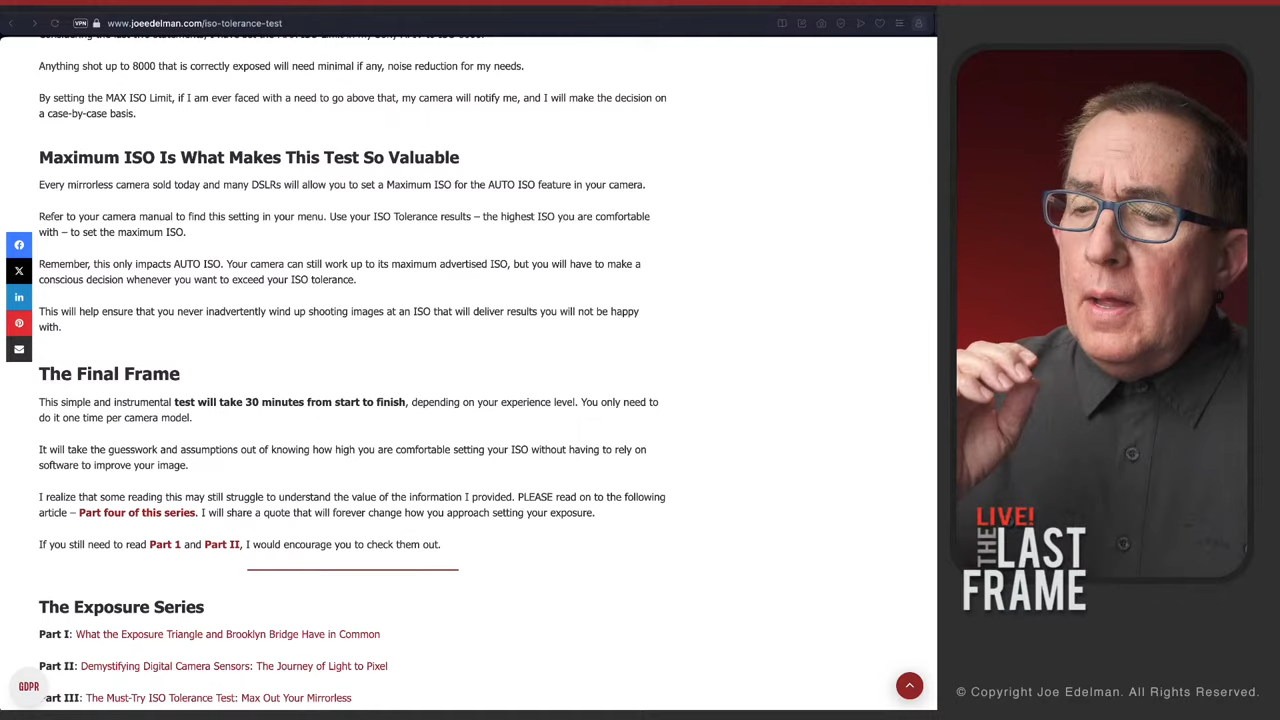 VPN
www.joeedelman.com/iso-tolerance-test
Anything shot up to 8000 that is correctly exposed will need minimal if any, noise reduction for my needs.
By setting the MAX ISO Limit, if I am ever faced with a need to go above that, my camera will notify me, and I will make the decision on
a case-by-case basis.
Maximum ISO Is What Makes This Test So Valuable
Every mirrorless camera sold today and many DSLRs will allow you to set a Maximum ISO for the AUTO ISO feature in your camera.
Refer to your camera manual to find this setting in your menu. Use your ISO Tolerance results – the highest ISO you are comfortable
with – to set the maximum ISO.
Remember, this only impacts AUTO ISO. Your camera can still work up to its maximum advertised ISO, but you will have to make a
conscious decision whenever you want to exceed your ISO tolerance.
This will help ensure that you never inadvertently wind up shooting images at an ISO that will deliver results you will not be happy
with.
The Final Frame
This simple and instrumental test will take 30 minutes from start to finish, depending on your experience level. You only need to
do it one time per camera model.
It will take the guesswork and assumptions out of knowing how high you are comfortable setting your ISO without having to rely on
software to improve your image.
I realize that some reading this may still struggle to understand the value of the information I provided. PLEASE read on to the following
article – Part four of this series. I will share a quote that will forever change how you approach setting your exposure.
If you still need to read Part 1 and Part II, I would encourage you to check them out.
The Exposure Series
Part I: What the Exposure Triangle and Brooklyn Bridge Have in Common
Part II: Demystifying Digital Camera Sensors: The Journey of Light to Pixel
Part III: The Must-Try ISO Tolerance Test: Max Out Your Mirrorless
GDPR
LIVE!
THE LAST
FRAME
© Copyright Joe Edelman. All Rights Reserved.